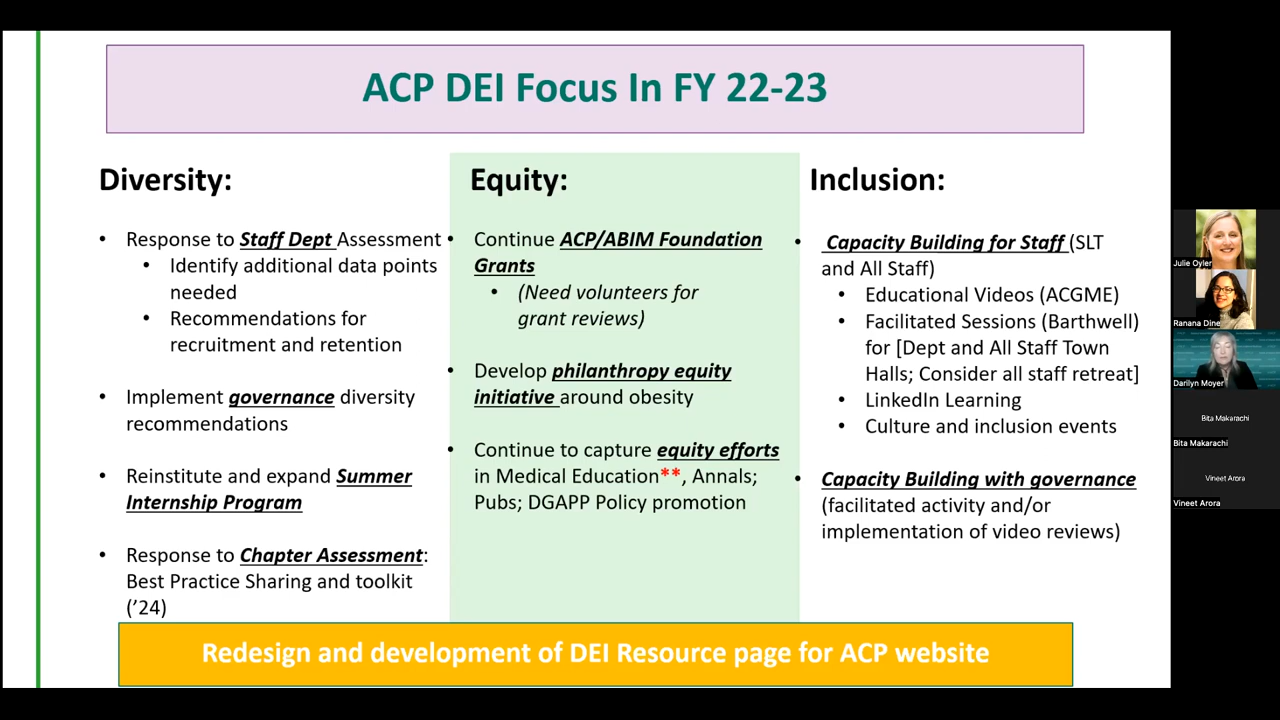 ACP DEI Focus In FY 22-23
Diversity:
• Response to Staff Dept Assessment
• Identify additional data points
needed
• Recommendations for
recruitment and retention
• Implement governance diversity
recommendations
• Reinstitute and expand Summer
Internship Program
• Response to Chapter Assessment:
Best Practice Sharing and toolkit
(’24)
Equity:
• Continue ACP/ABIM Foundation
Grants
• (Need volunteers for
grant reviews)
• Develop philanthropy equity
initiative around obesity
• Continue to capture equity efforts
in Medical Education**, Annals;
Pubs; DGAPP Policy promotion
Inclusion:
• Capacity Building for Staff (SLT
and All Staff)
• Educational Videos (ACGME)
• Facilitated Sessions (Barthwell)
for [Dept and All Staff Town
Halls; Consider all staff retreat]
• LinkedIn Learning
• Culture and inclusion events
• Capacity Building with governance
(facilitated activity and/or
implementation of video reviews)
Redesign and development of DEI Resource page for ACP website
Julie Oyler
Ranana Dine
Darilyn Moyer
Bita Makarachi
Bita Makarachi
Vineet Arora
Vineet Arora